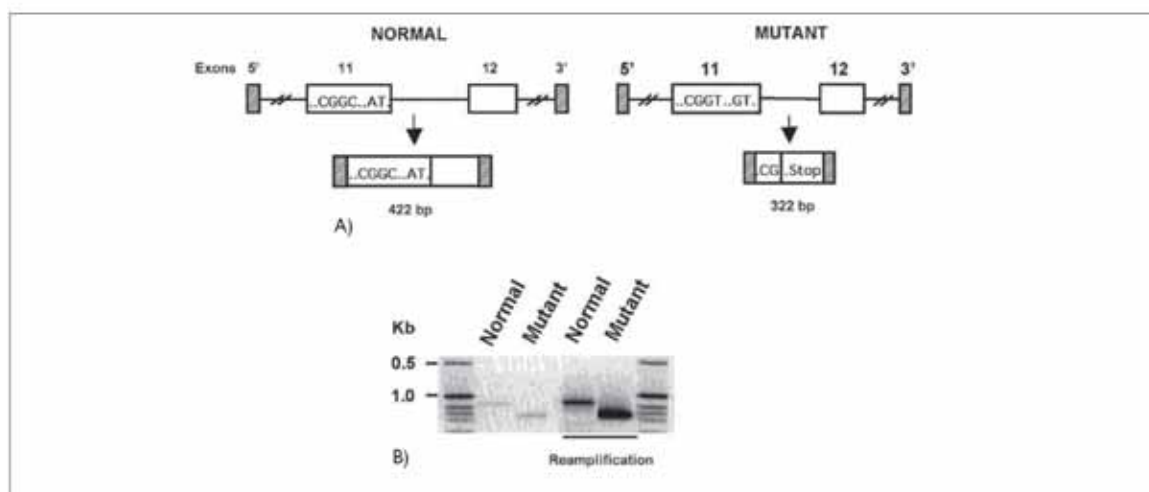 NORMAL
MUTANT
Exons 5' 11 12 3'
5' 11 12 3'
..CGGC..AT.
..CGGT..GT.
..CGGC..AT.
.CG..Stop
422 bp
322 bp
A)
Normal Mutant Normal Mutant
Kb
0.5
1.0
B)
Reamplification